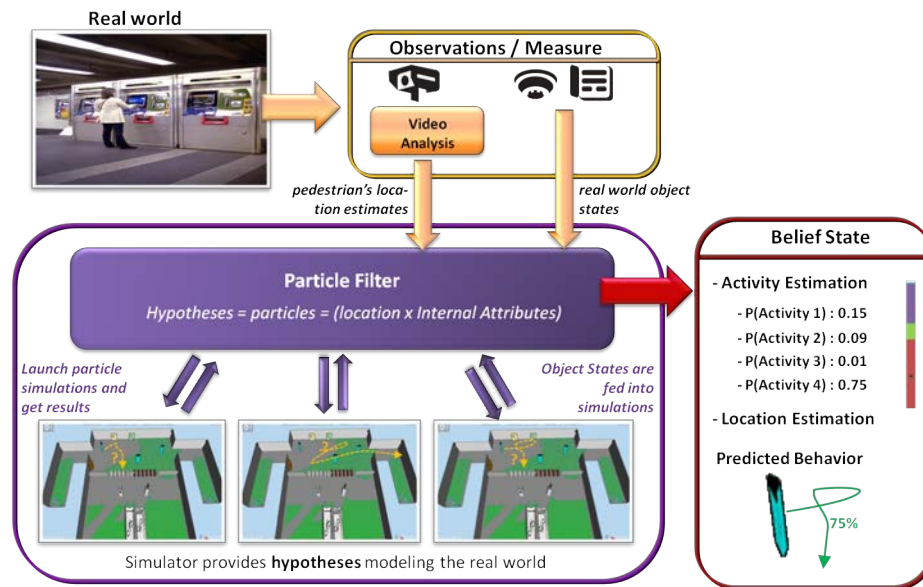 Real world
Observations / Measure
Video
Analysis
pedestrian's loca-
tion estimates
real world object
states
Particle Filter
Hypotheses = particles = (location x Internal Attributes)
Launch particle
simulations and
get results
Object States are
fed into
simulations
Simulator provides hypotheses modeling the real world
Belief State
- Activity Estimation
- P(Activity 1) : 0.15
- P(Activity 2) : 0.09
- P(Activity 3) : 0.01
- P(Activity 4) : 0.75
- Location Estimation
Predicted Behavior
75%